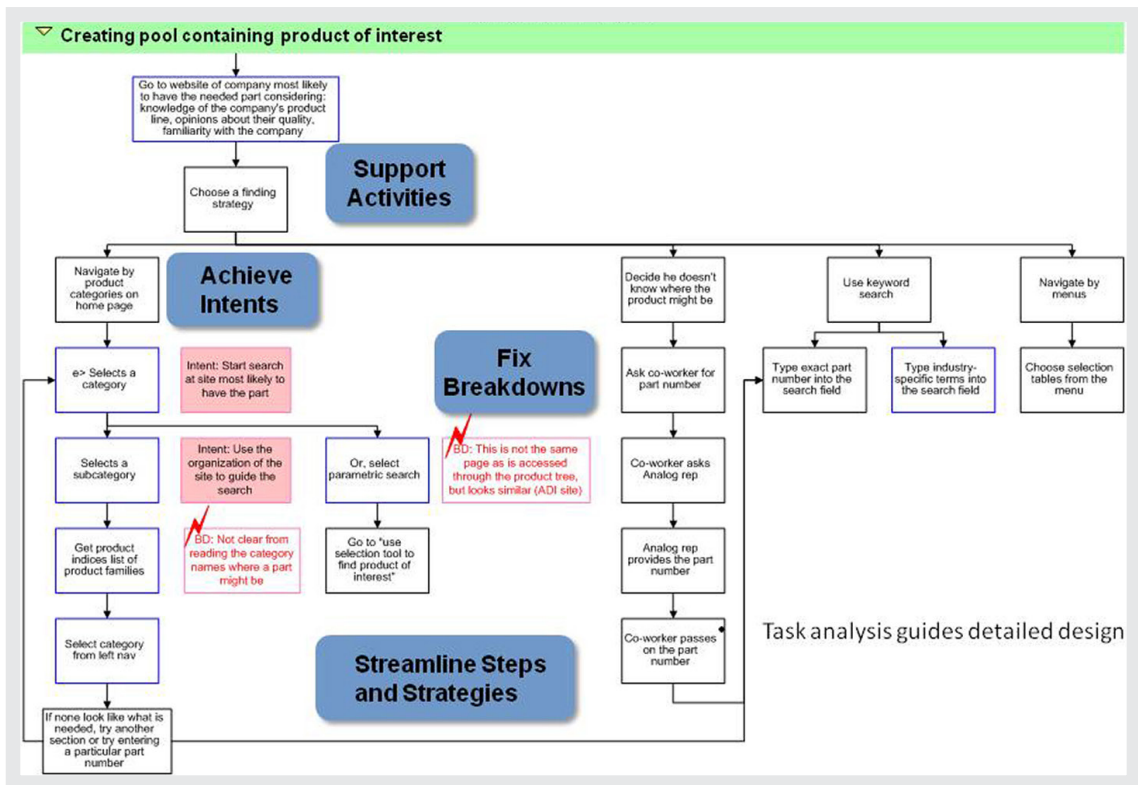 Creating pool containing product of interest
Go to website of company most likely
to have the needed part considering:
knowledge of the company's product
line, opinions about their quality,
familiarity with the company
Support
Activities
Choose a finding
strategy
Navigate by
product
categories on
home page
Achieve
Intents
Decide he doesn't
know where the
product might be
Use keyword
search
Navigate by
menus
e> Selects a
category
Intent: Start search
at site most likely to
have the part
Fix
Breakdowns
Ask co-worker for
part number
Type exact part
number into the
search field
Type industry-
specific terms into
the search field
Choose selection
tables from the
menu
Selects a
subcategory
Intent: Use the
organization of the
site to guide the
search
Or, select
parametric search
BD: This is not the same
page as is accessed
through the product tree,
but looks similar (ADI site)
Co-worker asks
Analog rep
Get product
indices list of
product families
BD: Not clear from
reading the category
names where a part
might be
Go to "use
selection tool to
find product of
interest"
Analog rep
provides the part
number
Select category
from left nav
Streamline Steps
and Strategies
Co-worker passes
on the part
number
Task analysis guides detailed design
If none look like what is
needed, try another
section or try entering
a particular part
number